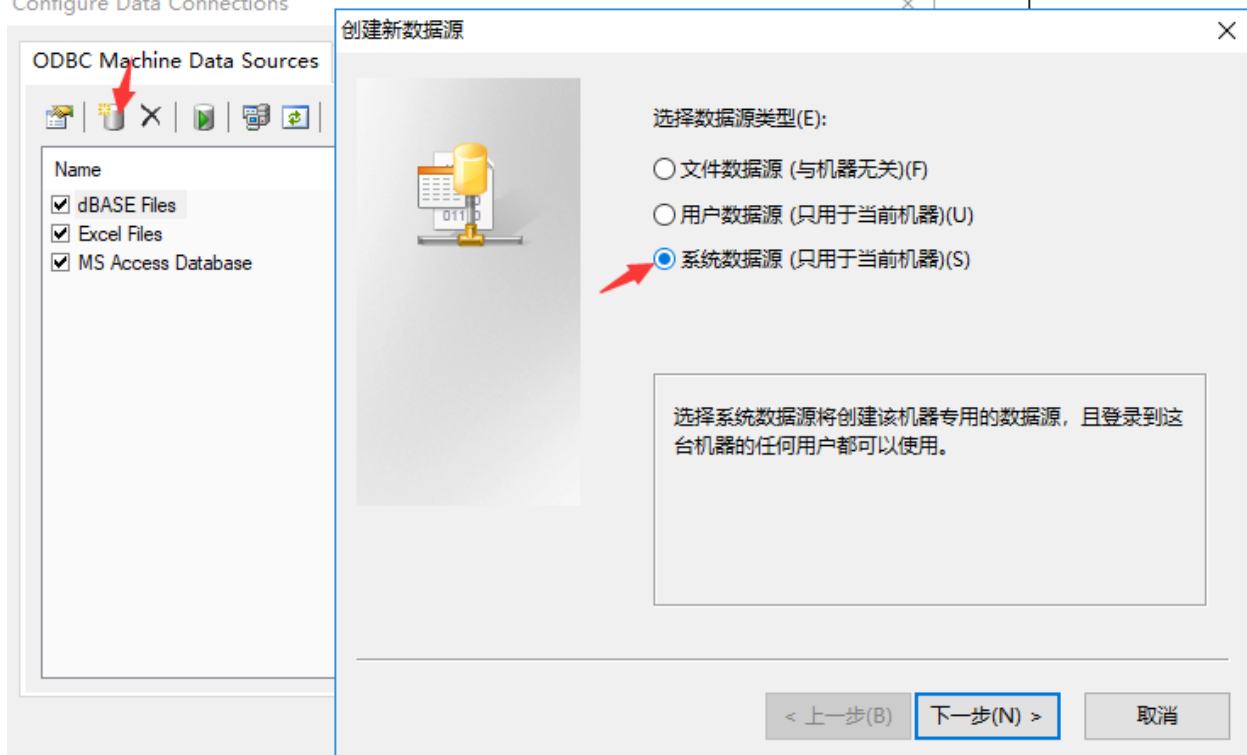 Configure Data Connections
ODBC Machine Data Sources
Name
dBASE Files
Excel Files
MS Access Database
创建新数据源
选择数据源类型(E):
文件数据源 (与机器无关)(F)
用户数据源 (只用于当前机器)(U)
系统数据源 (只用于当前机器)(S)
选择系统数据源将创建该机器专用的数据源，且登录到这
台机器的任何用户都可以使用。
< 上一步(B)
下一步(N) >
取消